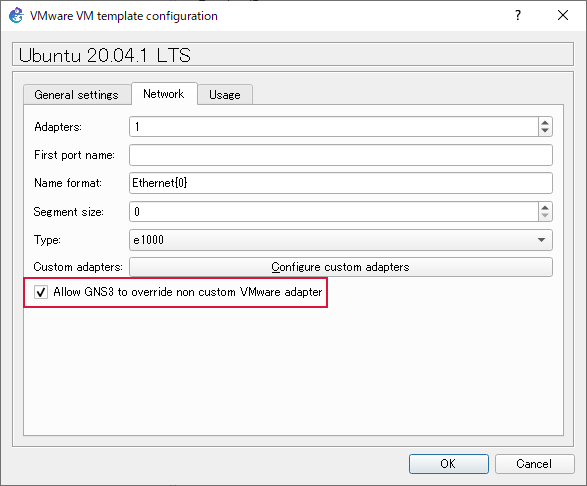 VMware VM template configuration
Ubuntu 20.04.1 LTS
General settings Network Usage
Adapters: 1
First port name:
Name format: Ethernet{0}
Segment size: 0
Type: e1000
Custom adapters: Configure custom adapters
Allow GNS3 to override non custom VMware adapter
OK Cancel